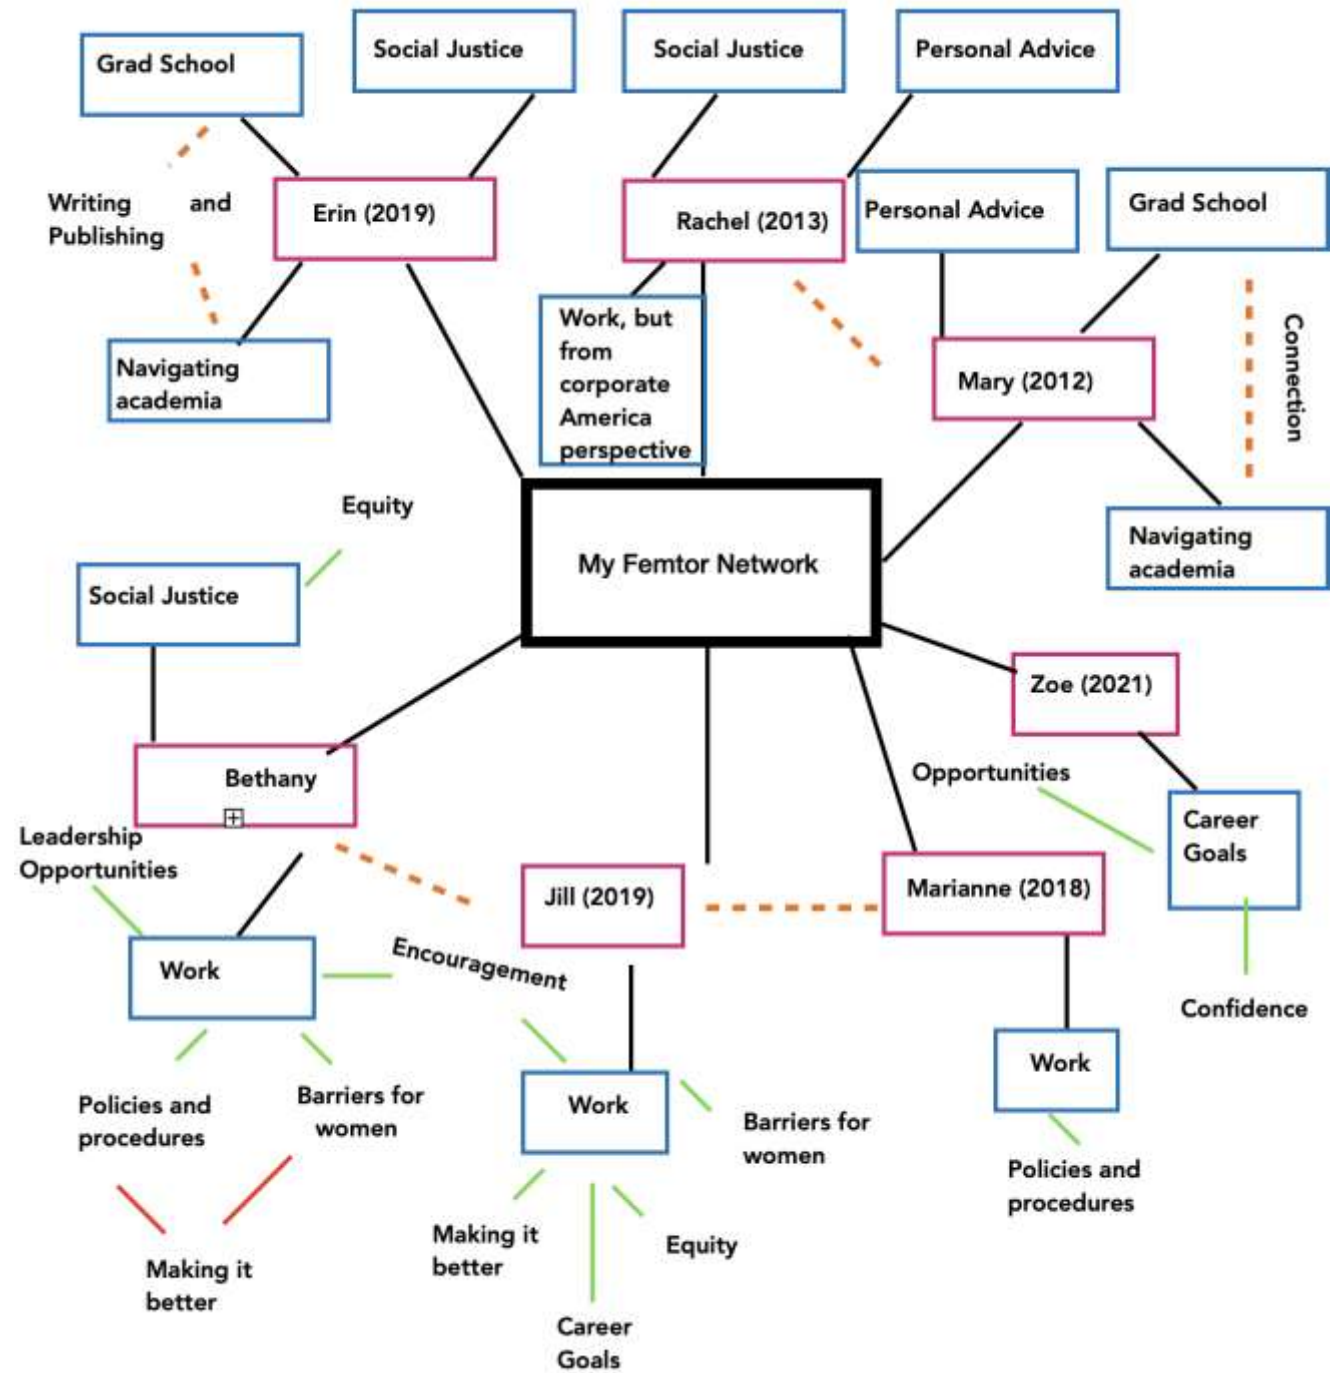 Grad School
Social Justice
Social Justice
Personal Advice
Writing and
Publishing
Erin (2019)
Rachel (2013)
Personal Advice
Grad School
Navigating
academia
Work, but
from
corporate
America
perspective
Mary (2012)
Connection
Navigating
academia
Equity
My Femtor Network
Social Justice
Zoe (2021)
Bethany
Opportunities
Career
Goals
Leadership
Opportunities
Jill (2019)
Marianne (2018)
Work
Encouragement
Confidence
Work
Policies and
procedures
Barriers for
women
Work
Barriers for
women
Policies and
procedures
Making it
better
Equity
Making it
better
Career
Goals